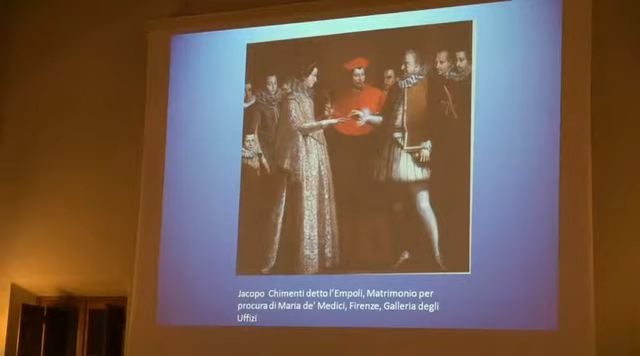 Jacopo Chimenti detto l'Empoli, Matrimonio per
procura di Maria de' Medici, Firenze, Galleria degli
Uffizi